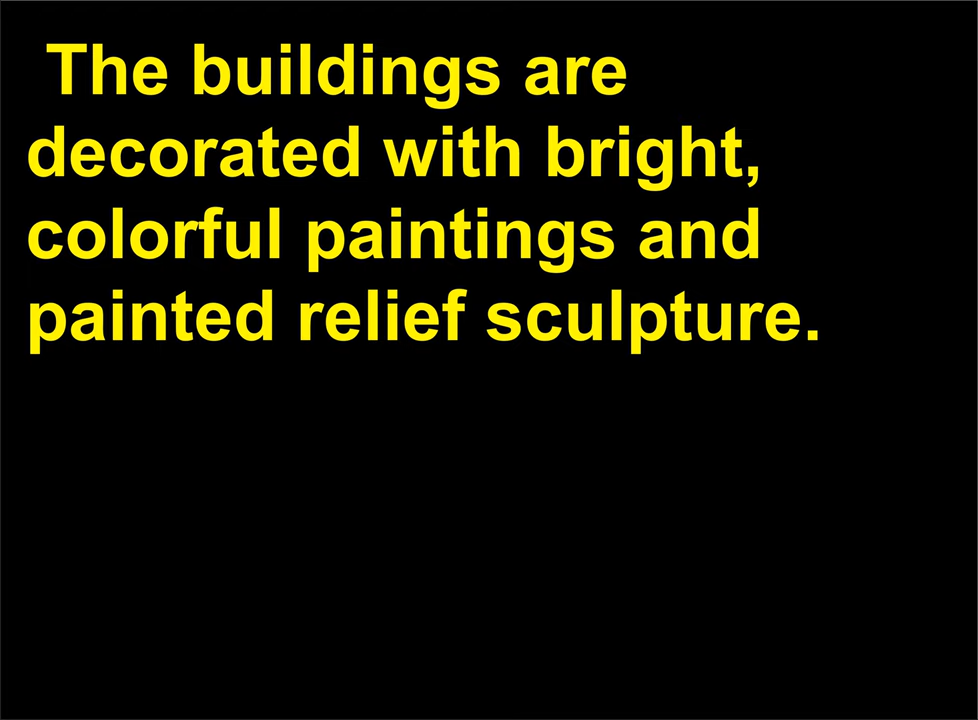 The buildings are
decorated with bright,
colorful paintings and
painted relief sculpture.